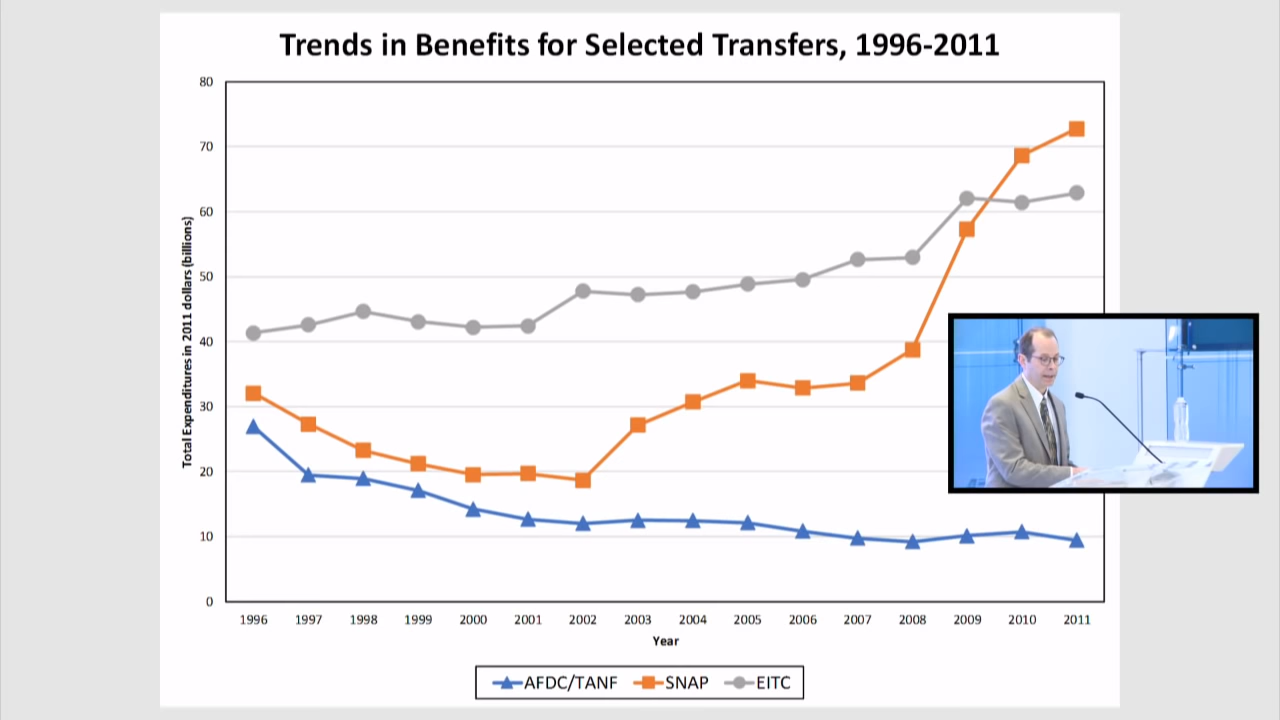 Trends in Benefits for Selected Transfers, 1996-2011
Total Expenditures in 2011 dollars (billions)
80
70
60
50
40
30
20
10
0
1996 1997 1998 1999 2000 2001 2002 2003 2004 2005 2006 2007 2008 2009 2010 2011
Year
AFDC/TANF SNAP EITC